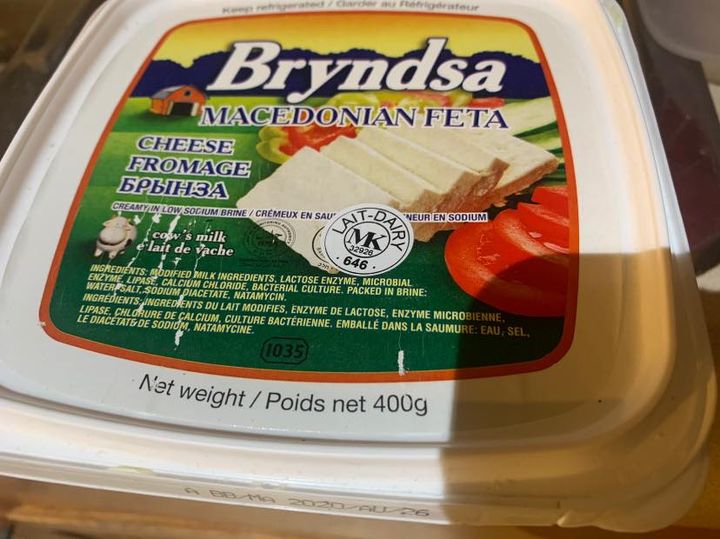 Keep refrigerated / Garder au Réfrigérateur
Bryndsa
MACEDONIAN FETA
CHEESE
FROMAGE
БРЫНЗА
CREAMY IN LOW SODIUM BRINE / CRÉMEUX EN SAU NEUR EN SODIUM
LAIT-DAIRY
MK
32926
646
cow's milk
e lait de vache
INGREDIENTS: MODIFIED MILK INGREDIENTS, LACTOSE ENZYME, MICROBIAL
ENZYME, LIPASE, CALCIUM CHLORIDE, BACTERIAL CULTURE. PACKED IN BRINE:
WATER, SALT, SODIUM DIACETATE, NATAMYCIN.
INGRÉDIENTS: INGRÉDIENTS DU LAIT MODIFIES, ENZYME DE LACTOSE, ENZYME MICROBIENNE,
LIPASE, CHLORURE DE CALCIUM, CULTURE BACTÉRIENNE. EMBALLÉ DANS LA SAUMURE: EAU, SEL,
LE DIACETATE DE SODIUM, NATAMYCINE.
1035
Net weight / Poids net 400g
A BB/MA 2020/AU/26